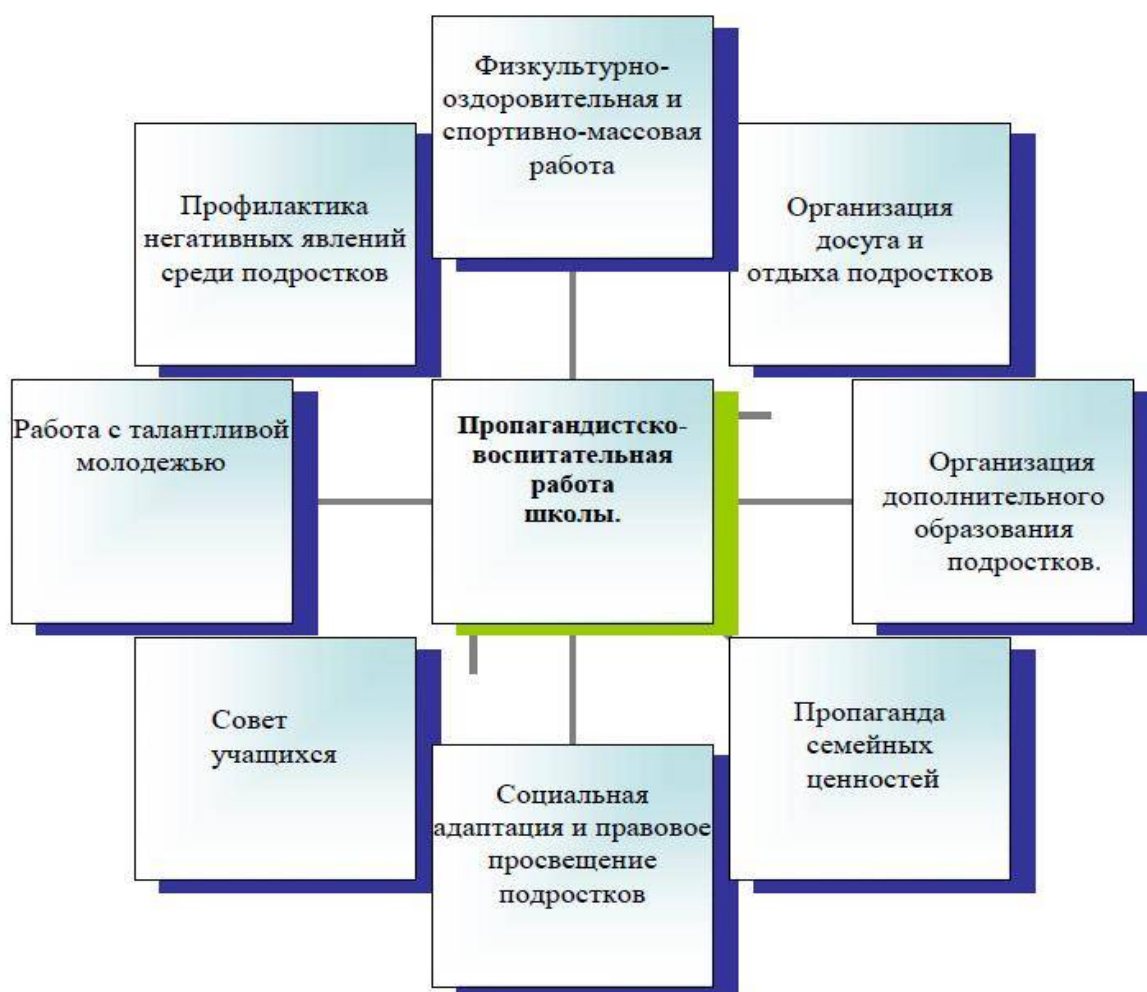 Физкультурно-
оздоровительная и
спортивно-массовая
работа
Профилактика
негативных явлений
среди подростков
Организация
досуга и
отдыха подростков
Работа с талантливой
молодежью
Пропагандистско-
воспитательная
работа
школы.
Организация
дополнительного
образования
подростков.
Совет
учащихся
Пропаганда
семейных
ценностей
Социальная
адаптация и правовое
просвещение
подростков